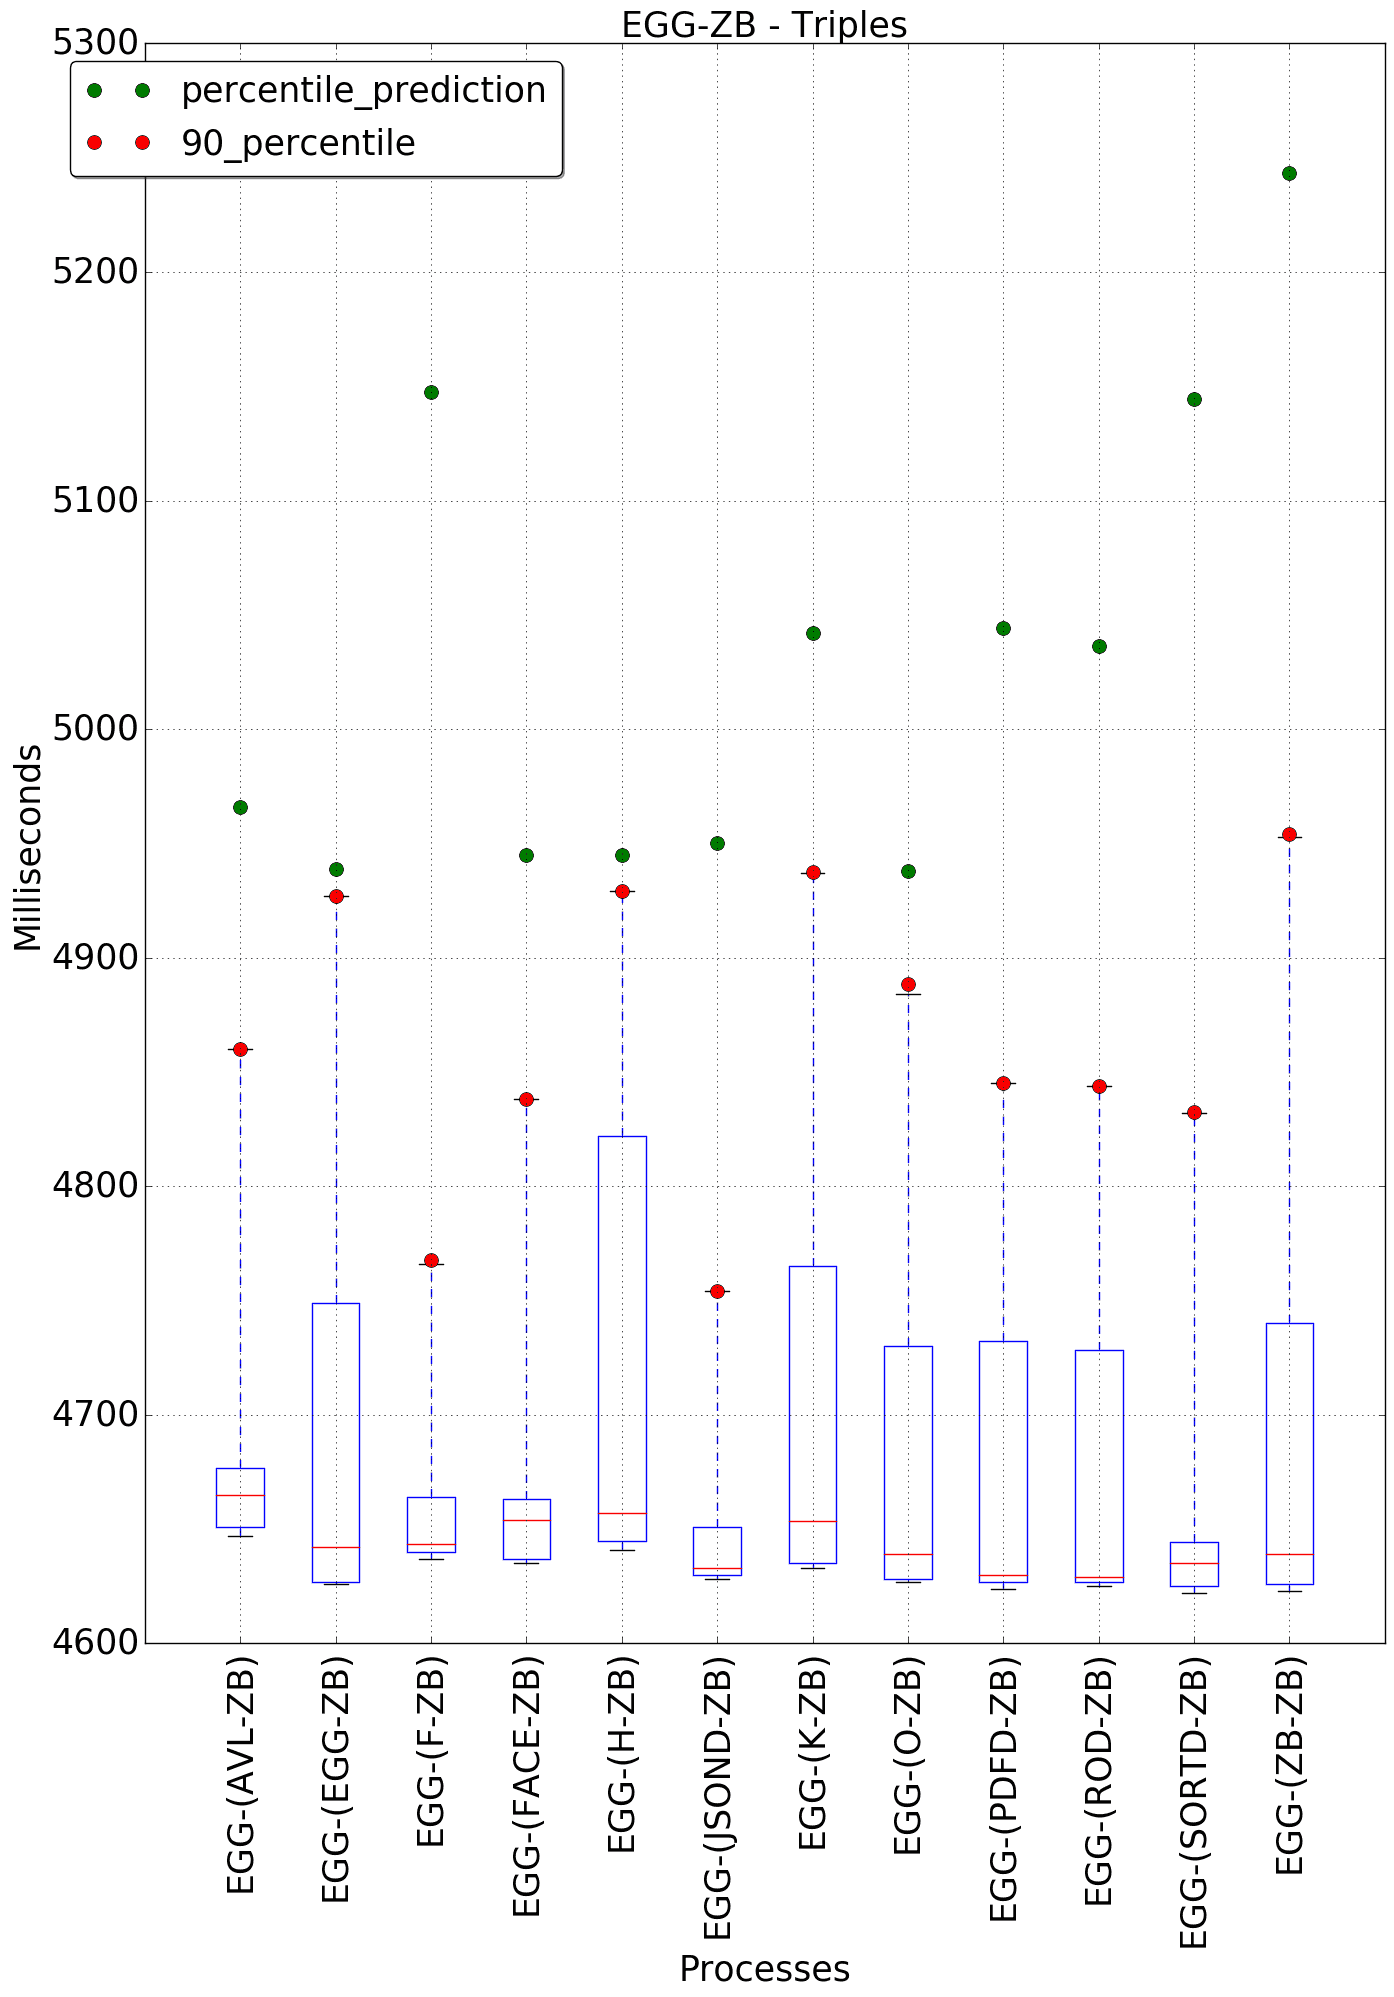 EGG-ZB - Triples
percentile_prediction
90_percentile
5300
5200
5100
5000
4900
4800
4700
4600
Milliseconds
EGG-(AVL-ZB)
EGG-(EGG-ZB)
EGG-(F-ZB)
EGG-(FACE-ZB)
EGG-(H-ZB)
EGG-(JSOND-ZB)
EGG-(K-ZB)
EGG-(O-ZB)
EGG-(PDFD-ZB)
EGG-(ROD-ZB)
EGG-(SORTD-ZB)
EGG-(ZB-ZB)
Processes